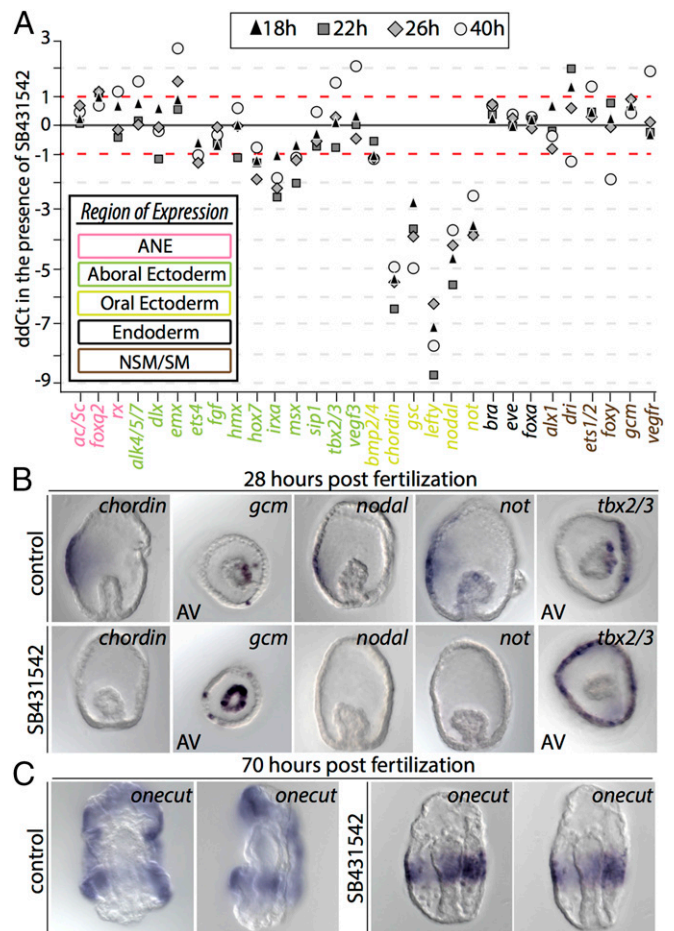 A
▲18h ■22h ◆26h ○40h
3
1
0
-1
-3
-5
-7
-9
ddCt in the presence of SB431542
Region of Expression
ANE
Aboral Ectoderm
Oral Ectoderm
Endoderm
NSM/SM
ac/Sc foxq2 rx alk4/5/7 dlx emx ets4 fgf hmx hox7 irxa msx sip1 tbx2/3 vegf3 bmp2/4 chordin gsc lefty nodal not bra eve foxa alx1 dri ets1/2 foxy gcm vegfr
B 28 hours post fertilization
control
chordin gcm nodal not tbx2/3
AV AV
SB431542
chordin gcm nodal not tbx2/3
AV AV
C 70 hours post fertilization
control
onecut onecut
SB431542
onecut onecut